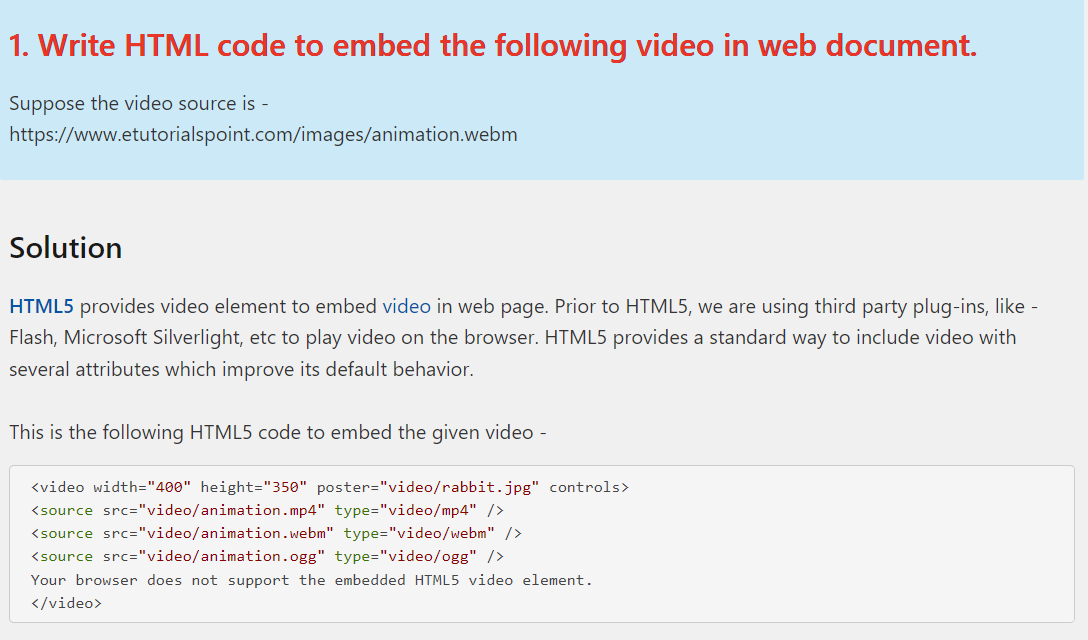 1. Write HTML code to embed the following video in web document.
Suppose the video source is -
https://www.etutorialspoint.com/images/animation.webm
Solution
HTML5 provides video element to embed video in web page. Prior to HTML5, we are using third party plug-ins, like -
Flash, Microsoft Silverlight, etc to play video on the browser. HTML5 provides a standard way to include video with
several attributes which improve its default behavior.
This is the following HTML5 code to embed the given video -
<video width="400" height="350" poster="video/rabbit.jpg" controls>
<source src="video/animation.mp4" type="video/mp4" />
<source src="video/animation.webm" type="video/webm" />
<source src="video/animation.ogg" type="video/ogg" />
Your browser does not support the embedded HTML5 video element.
</video>